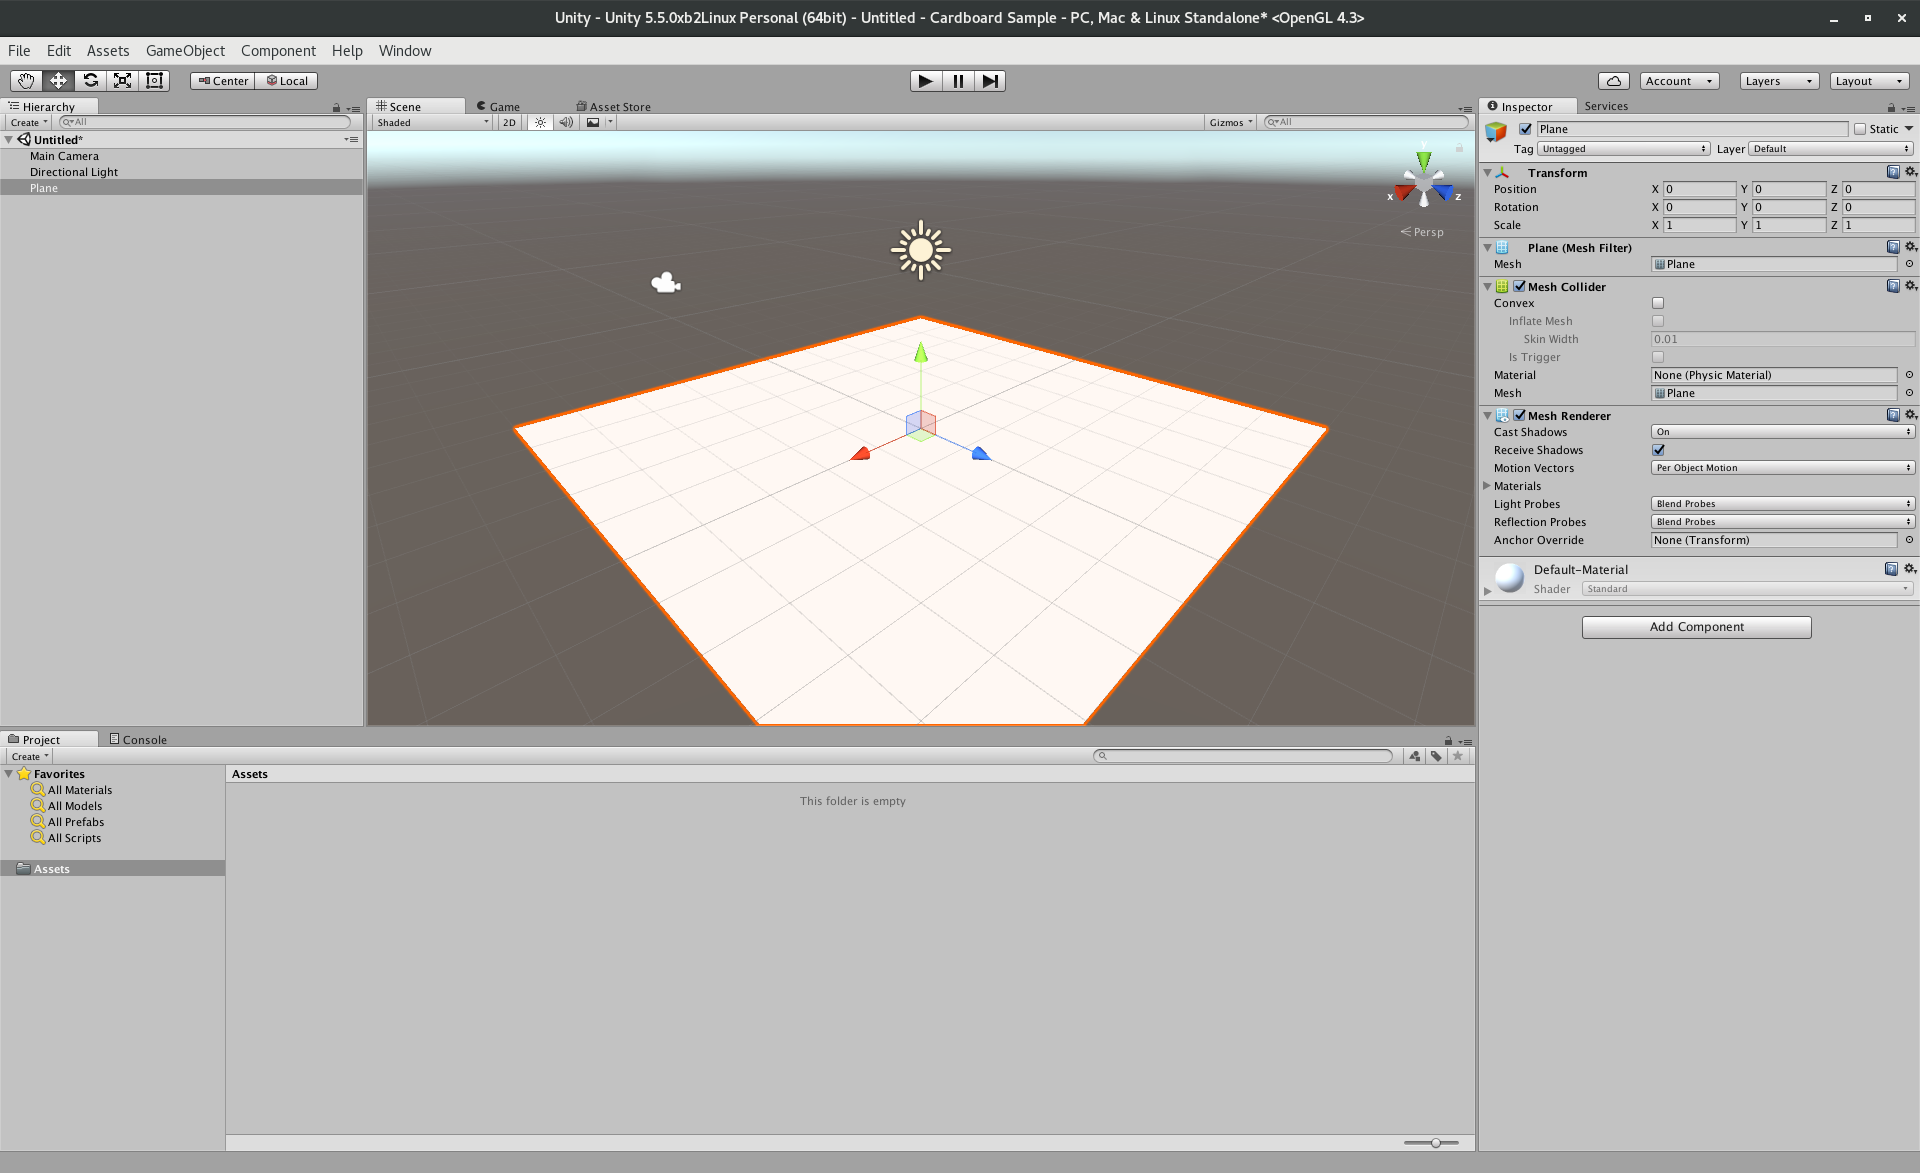 Unity - Unity 5.5.0xb2Linux Personal (64bit) - Untitled - Cardboard Sample - PC, Mac & Linux Standalone* <OpenGL 4.3>
File Edit Assets GameObject Component Help Window
Center Local Account Layers Layout
Hierarchy
Create All
Untitled*
Main Camera
Directional Light
Plane
Scene Game Asset Store
Shaded 2D Gizmos All
y
x z
Persp
Inspector Services
Plane Static
Tag Untagged Layer Default
Transform
Position X 0 Y 0 Z 0
Rotation X 0 Y 0 Z 0
Scale X 1 Y 1 Z 1
Plane (Mesh Filter)
Mesh Plane
Mesh Collider
Convex
Inflate Mesh
Skin Width 0.01
Is Trigger
Material None (Physic Material)
Mesh Plane
Mesh Renderer
Cast Shadows On
Receive Shadows
Motion Vectors Per Object Motion
Materials
Light Probes Blend Probes
Reflection Probes Blend Probes
Anchor Override None (Transform)
Default-Material
Shader Standard
Add Component
Project Console
Create
Favorites
All Materials
All Models
All Prefabs
All Scripts
Assets
Assets
This folder is empty